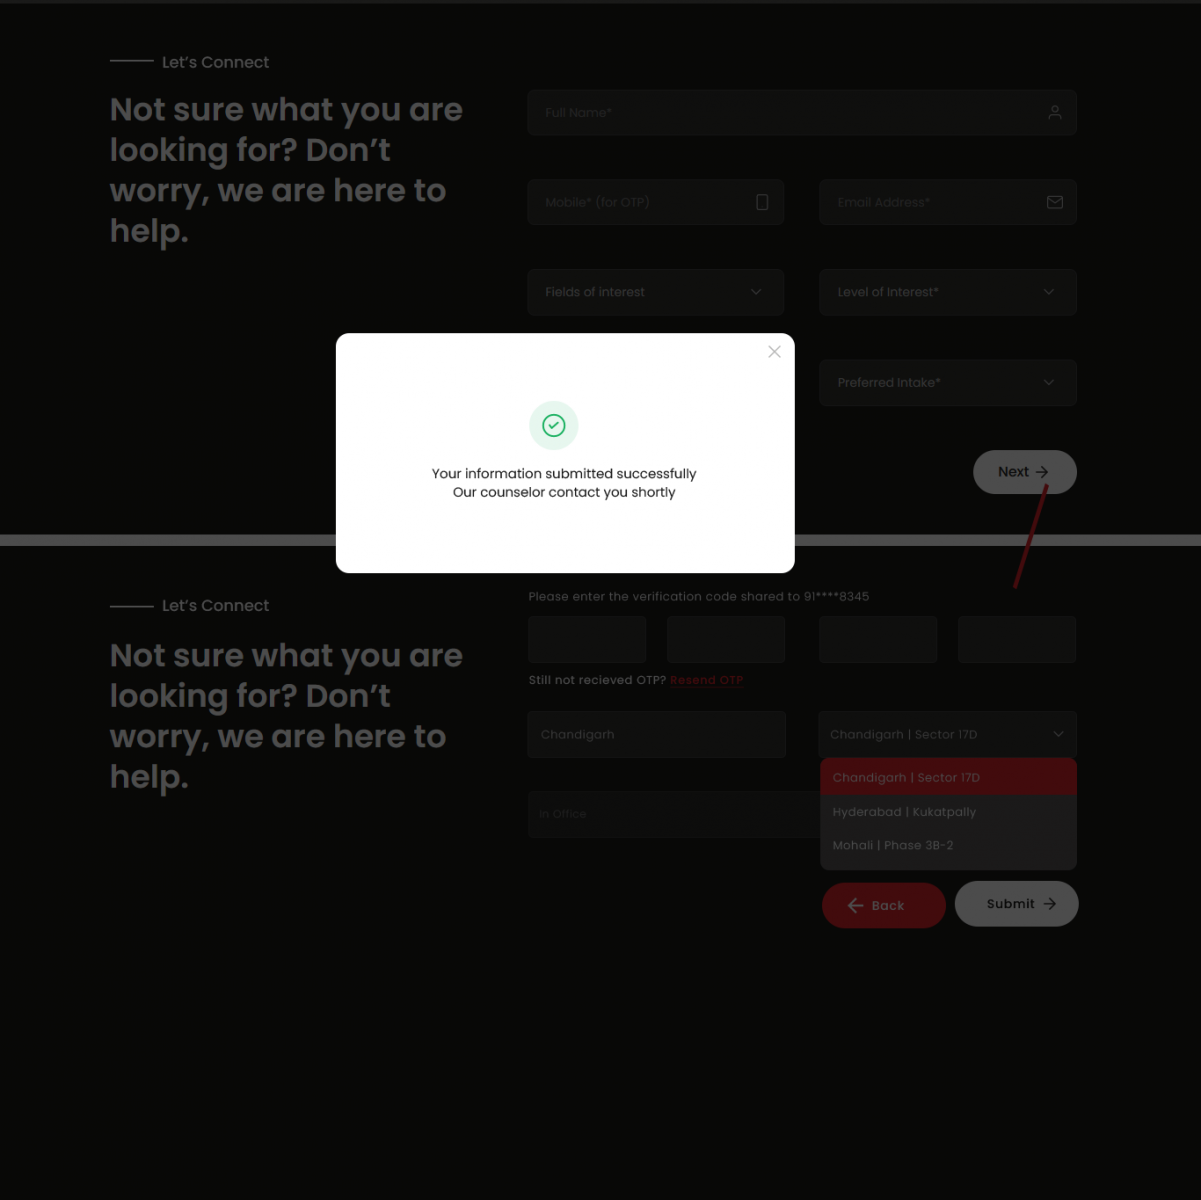 Let's Connect
Not sure what you are
looking for? Don't
worry, we are here to
help.
Full Name*
Mobile* (for OTP)
Email Address*
Fields of interest
Level of Interest*
Preferred Intake*
Next
Your information submitted successfully
Our counselor contact you shortly
Let's Connect
Not sure what you are
looking for? Don't
worry, we are here to
help.
Please enter the verification code shared to 91****8345
Still not recieved OTP? Resend OTP
Chandigarh
Chandigarh | Sector 17D
Chandigarh | Sector 17D
Hyderabad | Kukatpally
Mohali | Phase 3B-2
In Office
Back
Submit